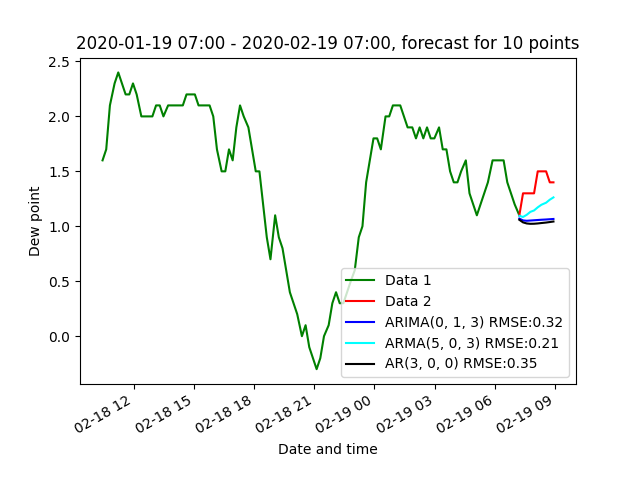 2020-01-19 07:00 - 2020-02-19 07:00, forecast for 10 points
2.5
2.0
1.5
1.0
0.5
0.0
Dew point
Data 1
Data 2
ARIMA(0, 1, 3) RMSE:0.32
ARMA(5, 0, 3) RMSE:0.21
AR(3, 0, 0) RMSE:0.35
02-18 12
02-18 15
02-18 18
02-18 21
02-19 00
02-19 03
02-19 06
02-19 09
Date and time